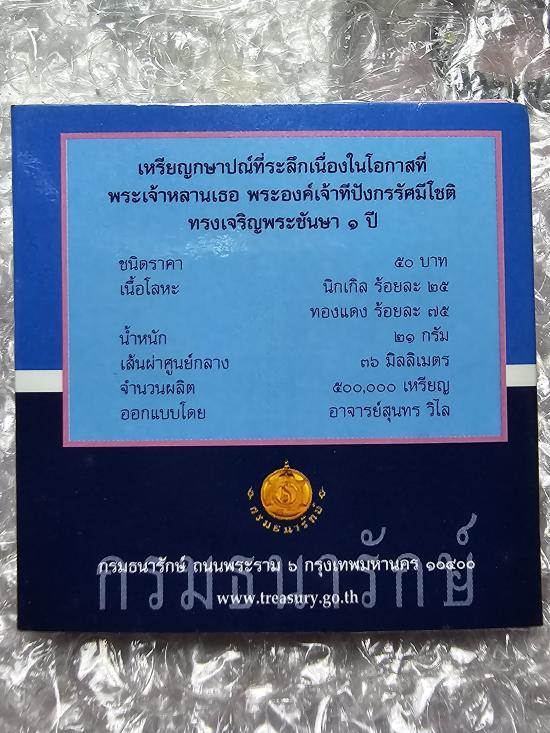 เหรียญกษาปณ์ที่ระลึกเนื่องในโอกาสที่
พระเจ้าหลานเธอ พระองค์เจ้าทีปังกรรัศมีโชติ
ทรงเจริญพระชันษา ๑ ปี
ชนิดราคา ๕๐ บาท
เนื้อโลหะ นิกเกิล ร้อยละ ๒๕
ทองแดง ร้อยละ ๗๕
น้ำหนัก ๒๑ กรัม
เส้นผ่าศูนย์กลาง ๓๖ มิลลิเมตร
จำนวนผลิต ๕๐๐,๐๐๐ เหรียญ
ออกแบบโดย อาจารย์สุนทร วิไล
กรมธนารักษ์
กรมธนารักษ์
กรมธนารักษ์ ถนนพระราม ๖ กรุงเทพมหานคร ๑๐๔๐๐
www.treasury.go.th